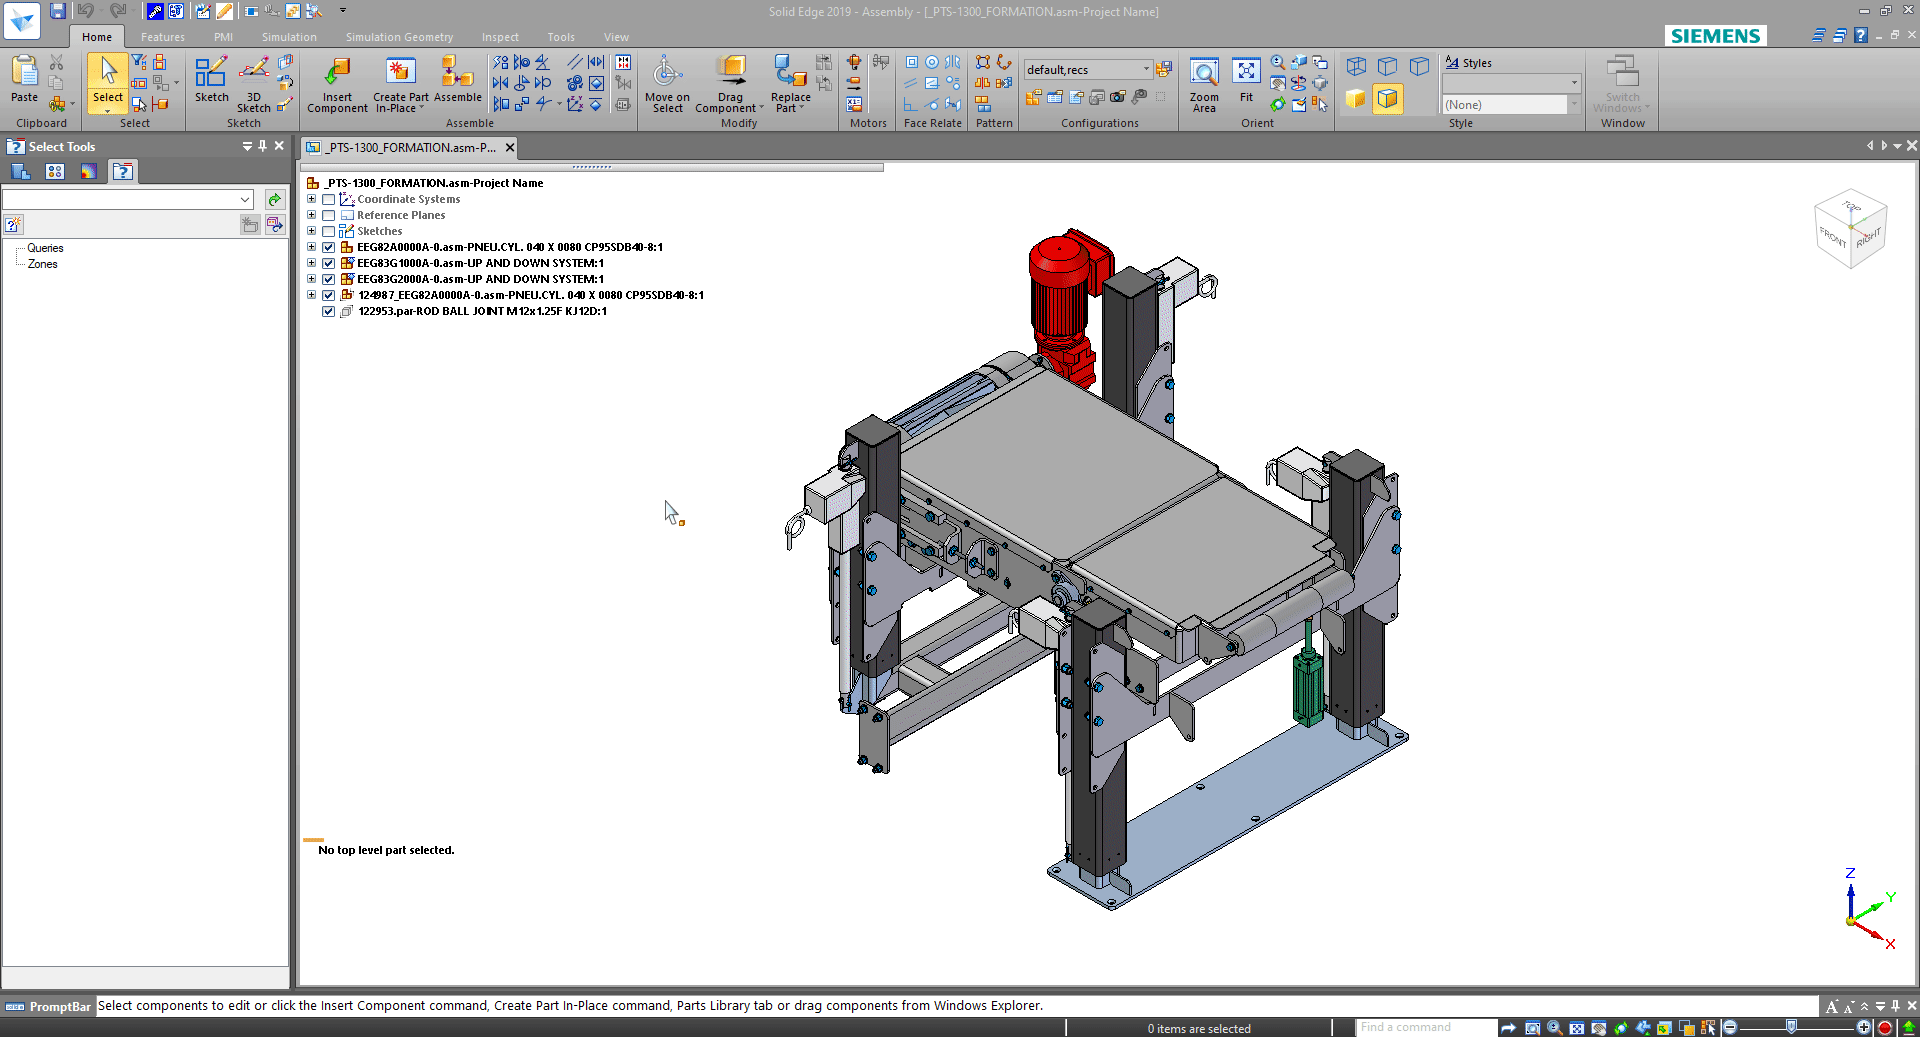 Solid Edge 2019 - Assembly - [_PTS-1300_FORMATION.asm-Project Name]
Home Features PMI Simulation Simulation Geometry Inspect Tools View
SIEMENS
Paste
Clipboard
Select
Select
Sketch
3D Sketch
Sketch
Insert Component
Create Part In-Place
Assemble
Assemble
Move on Select
Drag Component
Replace Part
Modify
Motors
Face Relate
Pattern
default,recs
Configurations
Zoom Area
Fit
Orient
Styles
(None)
Style
Switch Windows
Window
Select Tools
Queries
Zones
_PTS-1300_FORMATION.asm-P...
_PTS-1300_FORMATION.asm-Project Name
Coordinate Systems
Reference Planes
Sketches
EEG82A0000A-0.asm-PNEU.CYL. 040 X 0080 CP95SDB40-8:1
EEG83G1000A-0.asm-UP AND DOWN SYSTEM:1
EEG83G2000A-0.asm-UP AND DOWN SYSTEM:1
124987_EEG82A0000A-0.asm-PNEU.CYL. 040 X 0080 CP95SDB40-8:1
122953.par-ROD BALL JOINT M12x1.25F KJ12D:1
TOP
FRONT
RIGHT
No top level part selected.
Z
Y
X
PromptBar
Select components to edit or click the Insert Component command, Create Part In-Place command, Parts Library tab or drag components from Windows Explorer.
0 items are selected
Find a command